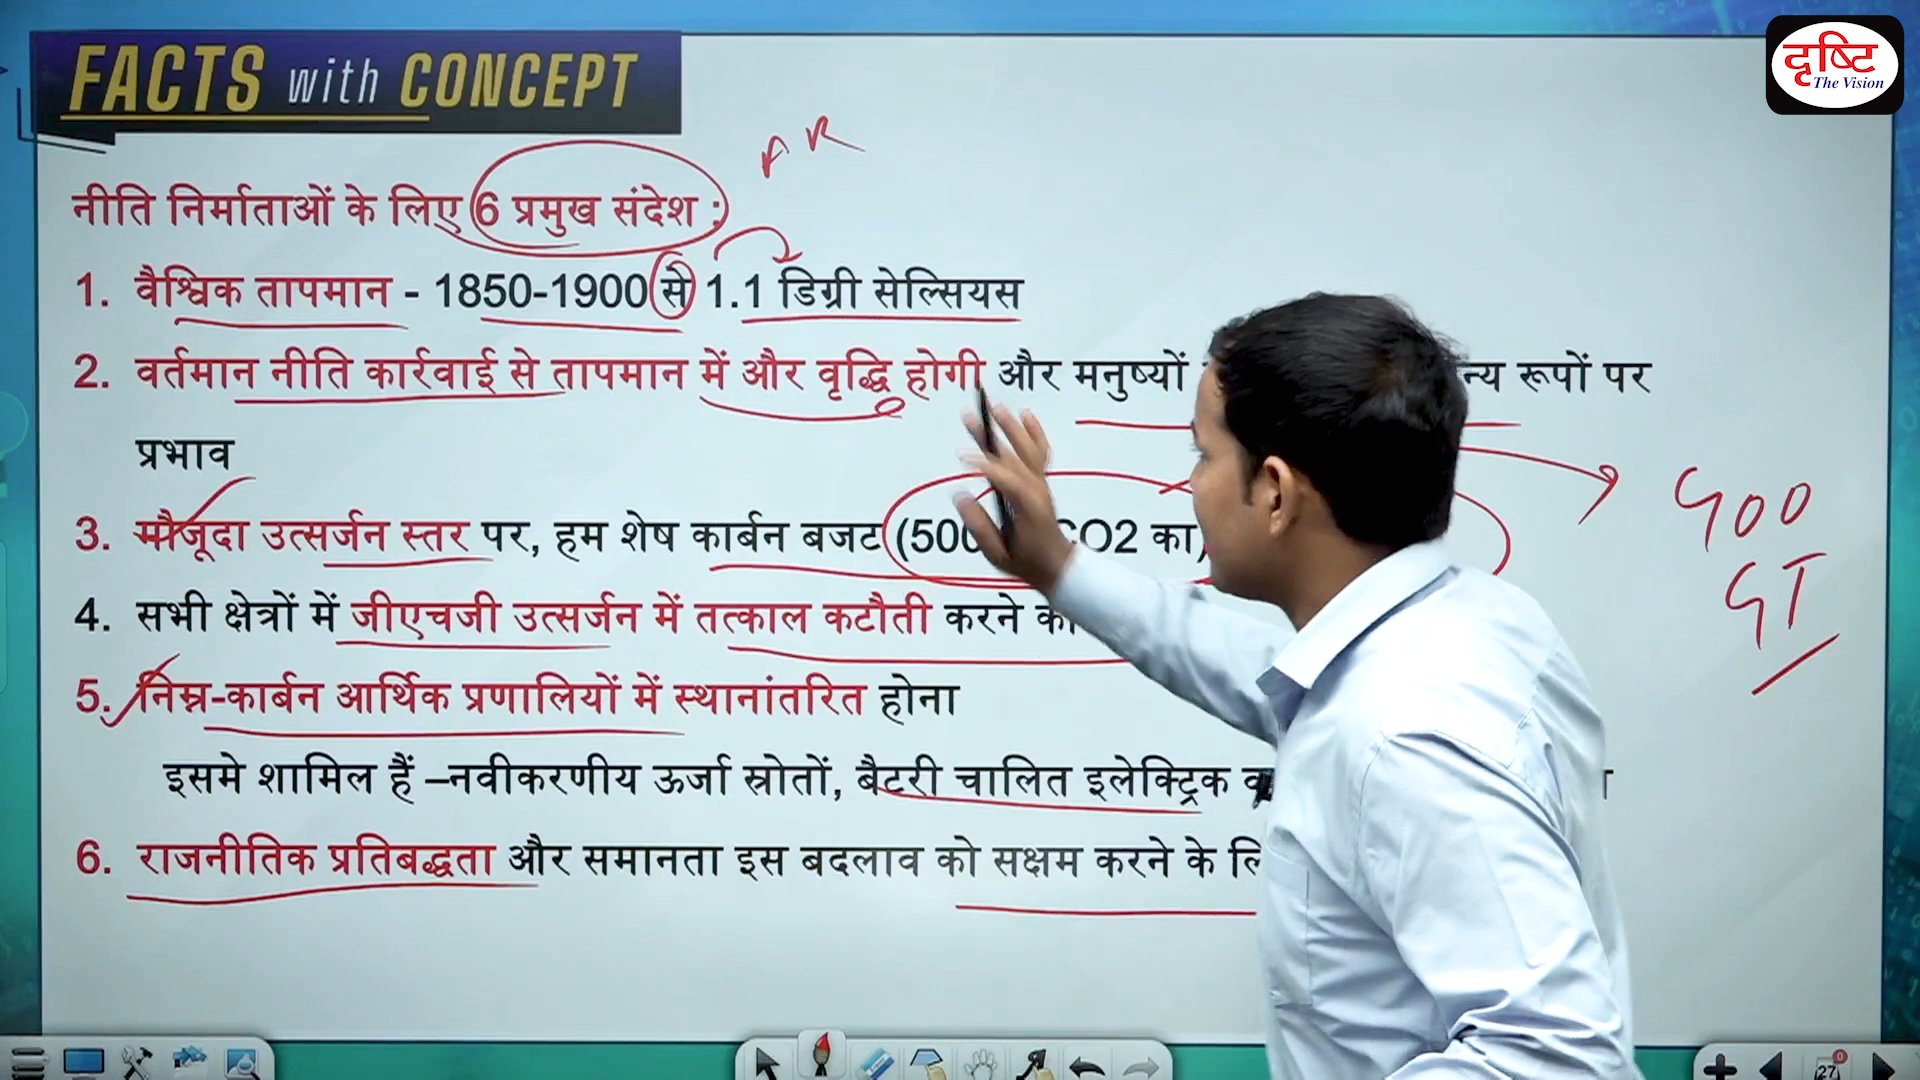 FACTS with CONCEPT
दृष्टि
The Vision
AR
नीति निर्माताओं के लिए 6 प्रमुख संदेश :
1. वैश्विक तापमान - 1850-1900 से 1.1 डिग्री सेल्सियस
2. वर्तमान नीति कार्रवाई से तापमान में और वृद्धि होगी और मनुष्यों रूपों पर
प्रभाव
3. मौजूदा उत्सर्जन स्तर पर, हम शेष कार्बन बजट (500 CO2 का)
500
GT
4. सभी क्षेत्रों में जीएचजी उत्सर्जन में तत्काल कटौती करने
5. निम्न-कार्बन आर्थिक प्रणालियों में स्थानांतरित होना
इसमे शामिल हैं –नवीकरणीय ऊर्जा स्रोतों, बैटरी चालित इलेक्ट्रिक
6. राजनीतिक प्रतिबद्धता और समानता इस बदलाव को सक्षम करने के
27